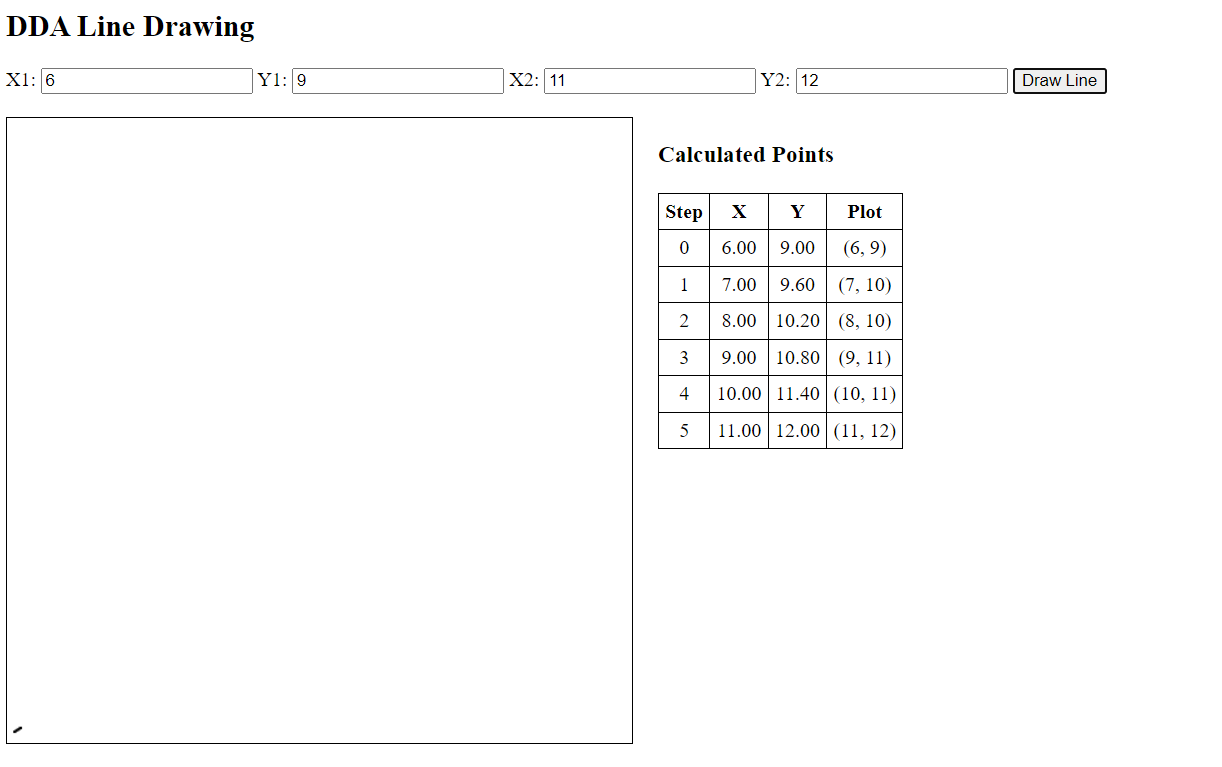 DDA Line Drawing
X1: 6 Y1: 9 X2: 11 Y2: 12 Draw Line
Calculated Points
Step X Y Plot
0 6.00 9.00 (6, 9)
1 7.00 9.60 (7, 10)
2 8.00 10.20 (8, 10)
3 9.00 10.80 (9, 11)
4 10.00 11.40 (10, 11)
5 11.00 12.00 (11, 12)